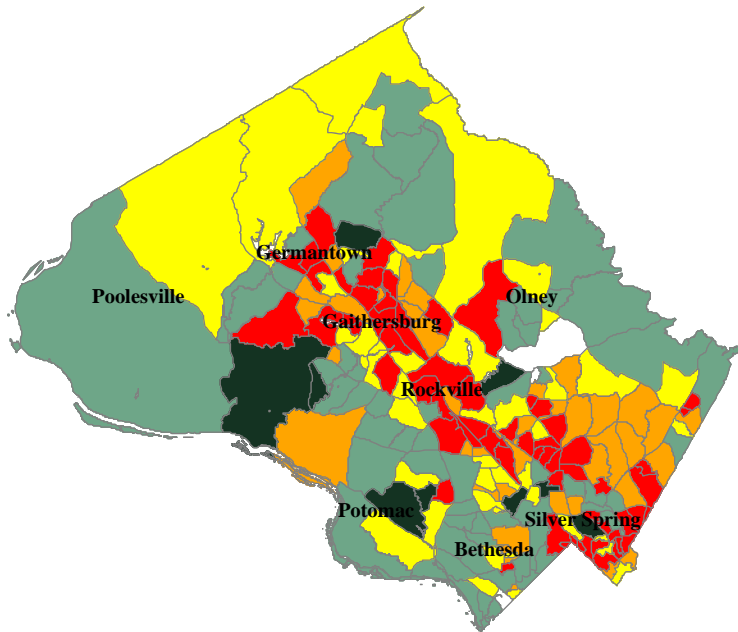 Germantown
Poolesville
Olney
Gaithersburg
Rockville
Potomac
Silver Spring
Bethesda